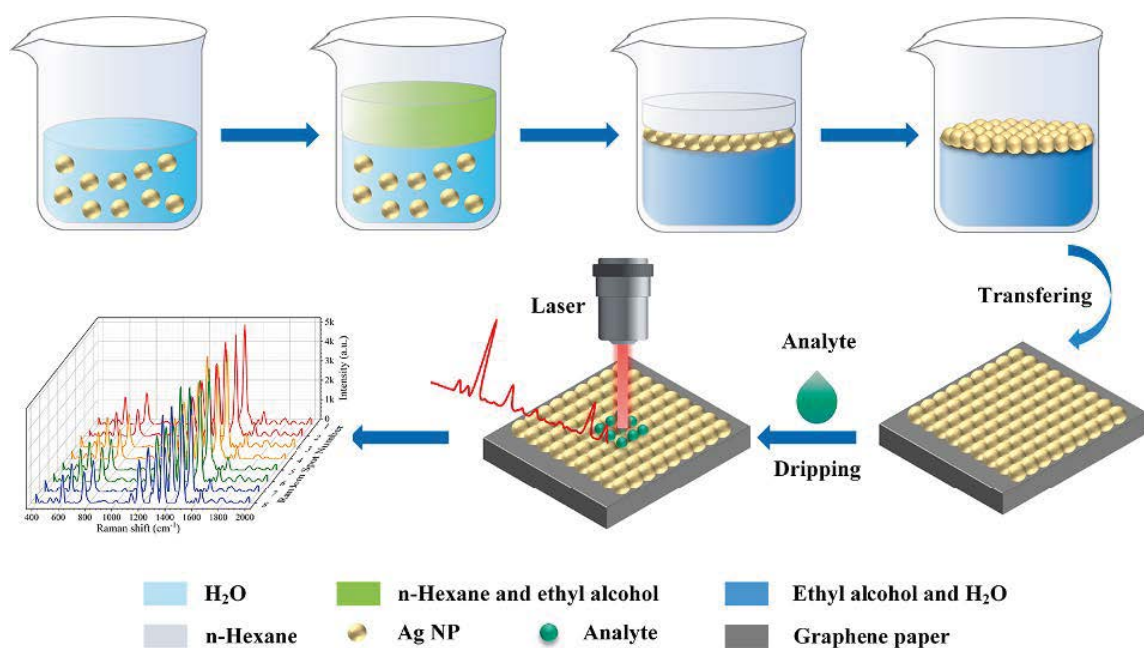 Transfering
Laser
Analyte
Dripping
5k
4k
3k
2k
1k
0
Intensity (a.u.)
Random Spot Number
400 600 800 1000 1200 1400 1600 1800 2000
Raman shift (cm⁻¹)
H₂O
n-Hexane and ethyl alcohol
Ethyl alcohol and H₂O
n-Hexane
Ag NP
Analyte
Graphene paper